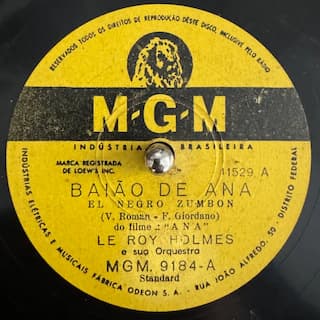 RESERVADOS TODOS OS DIREITOS DE REPRODUÇÃO DÊSTE DISCO, INCLUSIVE PELO RÁDIO
M-G-M
INDÚSTRIA BRASILEIRA
MARCA REGISTRADA
DE LOEW'S INC.
41529 A
BAIÃO DE ANA
EL NEGRO ZUMBON
(V. Roman - F. Giordano)
do filme : "ANA"
LE ROY HOLMES
e sua Orquestra
MGM. 9184-A
Standard
INDÚSTRIAS ELÉTRICAS E MUSICAIS FÁBRICA ODEON S. A. - RUA JOÃO ALFREDO, 50 - DISTRITO FEDERAL